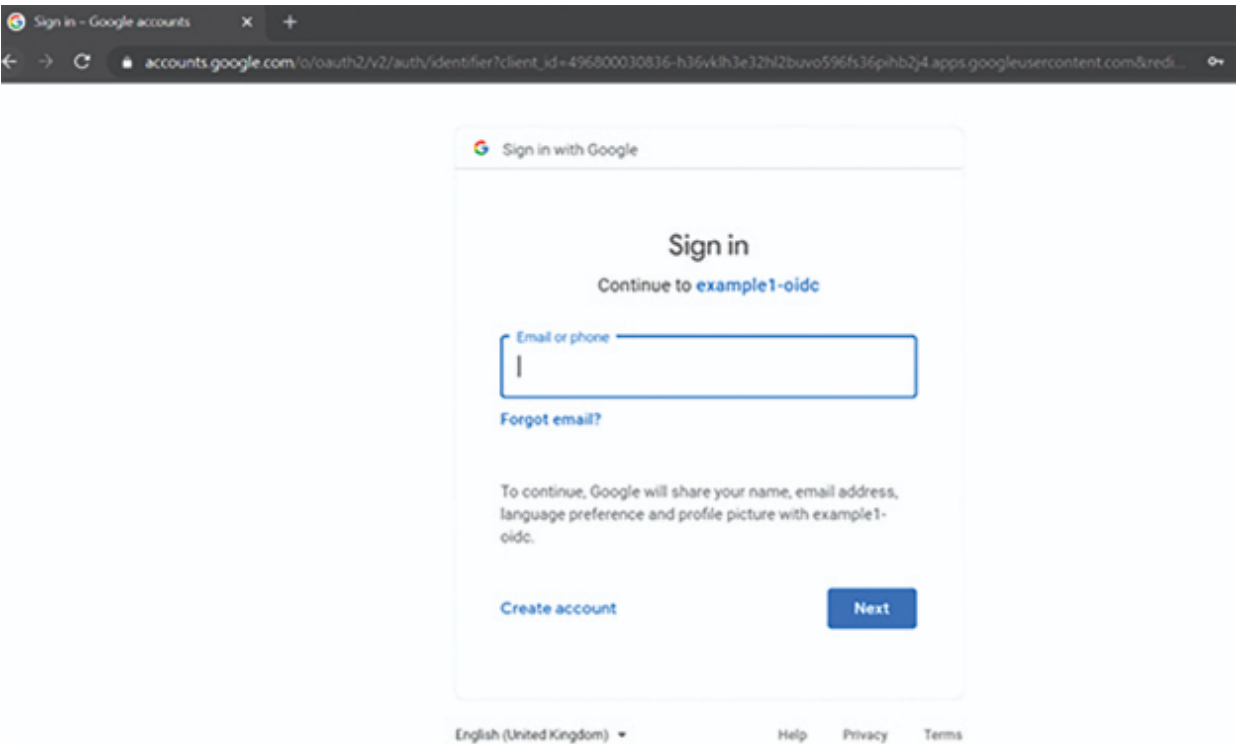 Sign in – Google accounts
accounts.google.com/o/oauth2/v2/auth/identifier?client_id=496800030836-h36vklh3e32hl2buvo596fs36pihb2j4.apps.googleusercontent.com&redi...
Sign in with Google
Sign in
Continue to example1-oidc
Email or phone
Forgot email?
To continue, Google will share your name, email address,
language preference and profile picture with example1-
oidc.
Create account
Next
English (United Kingdom)
Help Privacy Terms